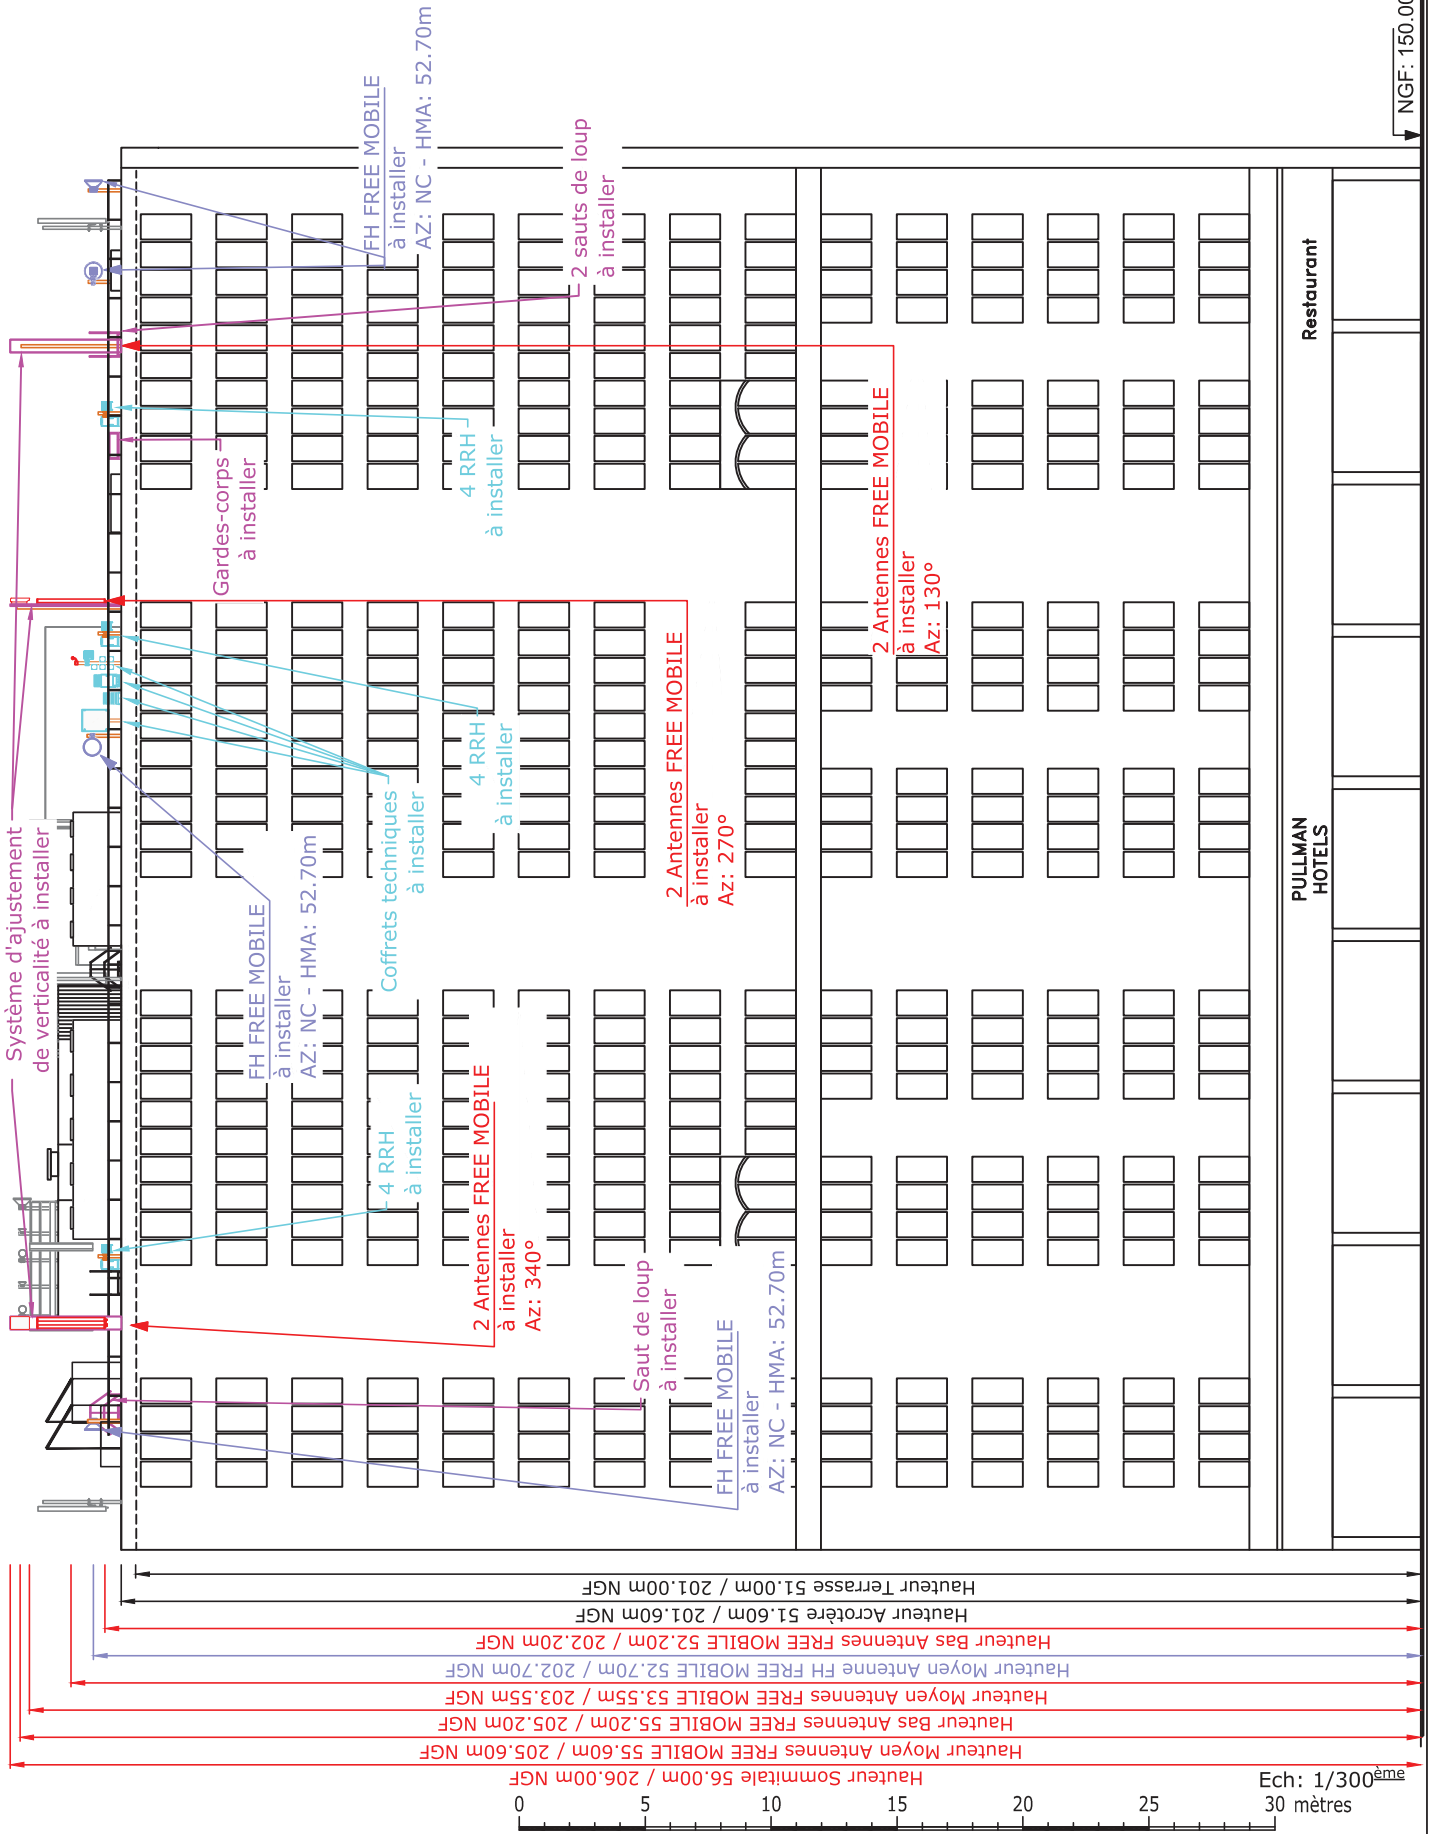 Système d'ajustement
de verticalité à installer
FH FREE MOBILE
à installer
AZ: NC - HMA: 52.70m
2 sauts de loup
à installer
Gardes-corps
à installer
4 RRH
à installer
2 Antennes FREE MOBILE
à installer
Az: 130°
2 Antennes FREE MOBILE
à installer
Az: 270°
4 RRH
à installer
Coffrets techniques
à installer
FH FREE MOBILE
à installer
AZ: NC - HMA: 52.70m
4 RRH
à installer
2 Antennes FREE MOBILE
à installer
Az: 340°
Saut de loup
à installer
FH FREE MOBILE
à installer
AZ: NC - HMA: 52.70m
Restaurant
PULLMAN
HOTELS
NGF: 150.00
Hauteur Terrasse 51.00m / 201.00m NGF
Hauteur Acrotère 51.60m / 201.60m NGF
Hauteur Bas Antennes FREE MOBILE 52.20m / 202.20m NGF
Hauteur Moyen Antenne FH FREE MOBILE 52.70m / 202.70m NGF
Hauteur Moyen Antennes FREE MOBILE 53.55m / 203.55m NGF
Hauteur Bas Antennes FREE MOBILE 55.20m / 205.20m NGF
Hauteur Moyen Antennes FREE MOBILE 55.60m / 205.60m NGF
Hauteur Sommitale 56.00m / 206.00m NGF
Ech: 1/300ème
0 5 10 15 20 25 30 mètres